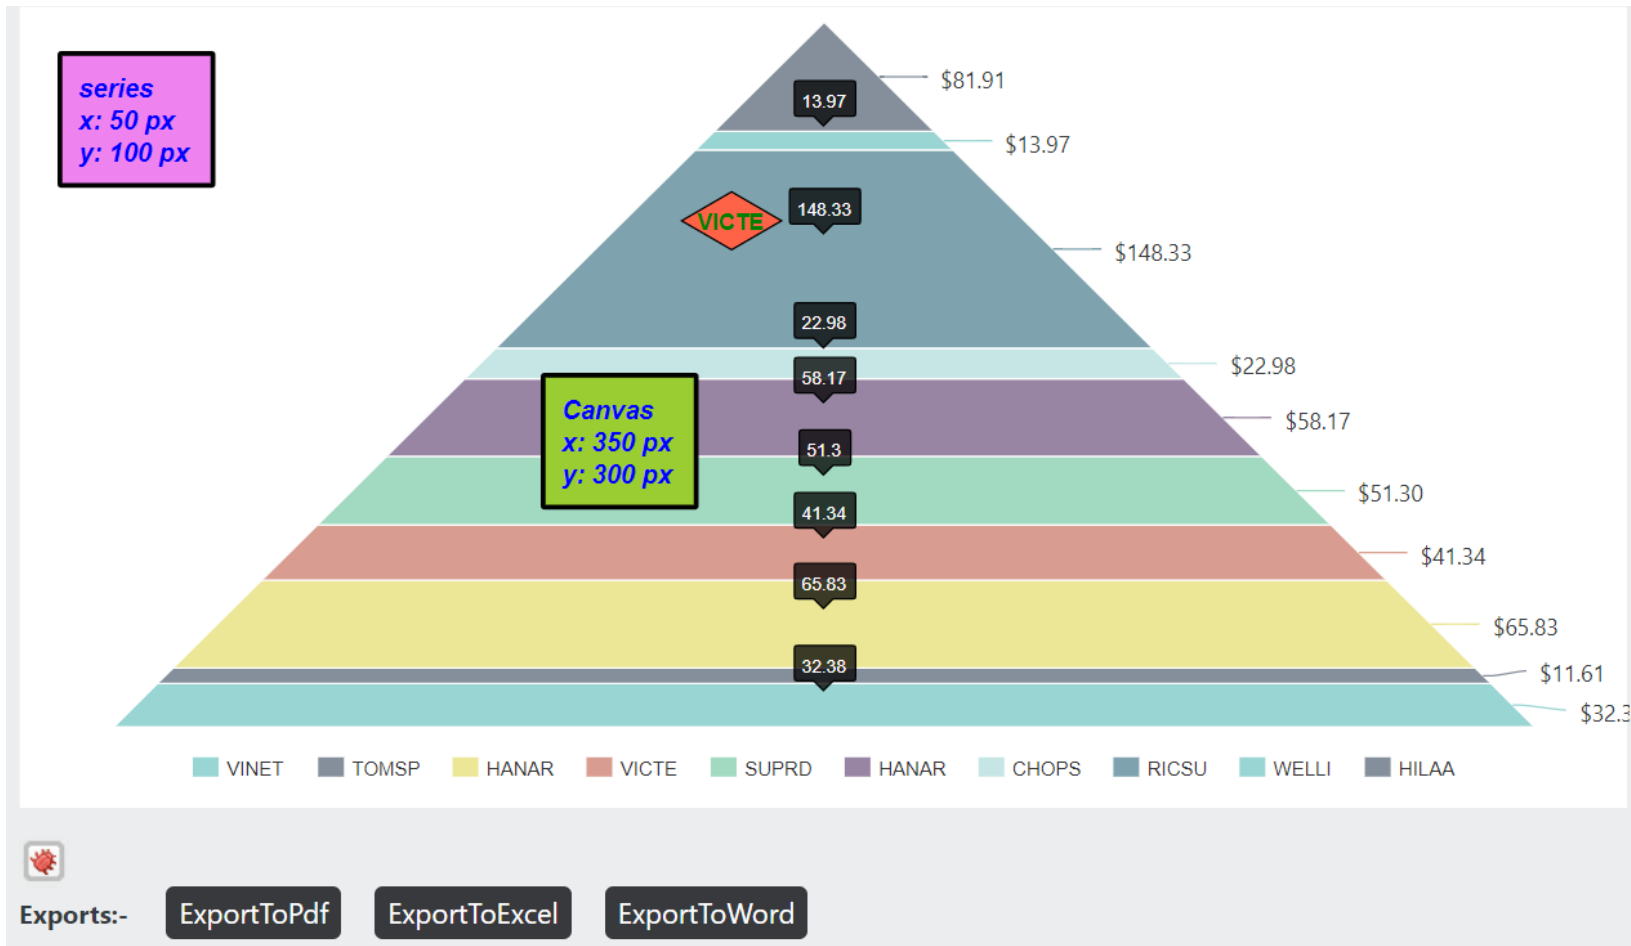 series
x: 50 px
y: 100 px
13.97
$81.91
$13.97
VICTE
148.33
$148.33
22.98
$22.98
58.17
$58.17
Canvas
x: 350 px
y: 300 px
51.3
$51.30
41.34
$41.34
65.83
$65.83
32.38
$11.61
$32.3
VINET TOMSP HANAR VICTE SUPRD HANAR CHOPS RICSU WELLI HILAA
Exports:- ExportToPdf ExportToExcel ExportToWord